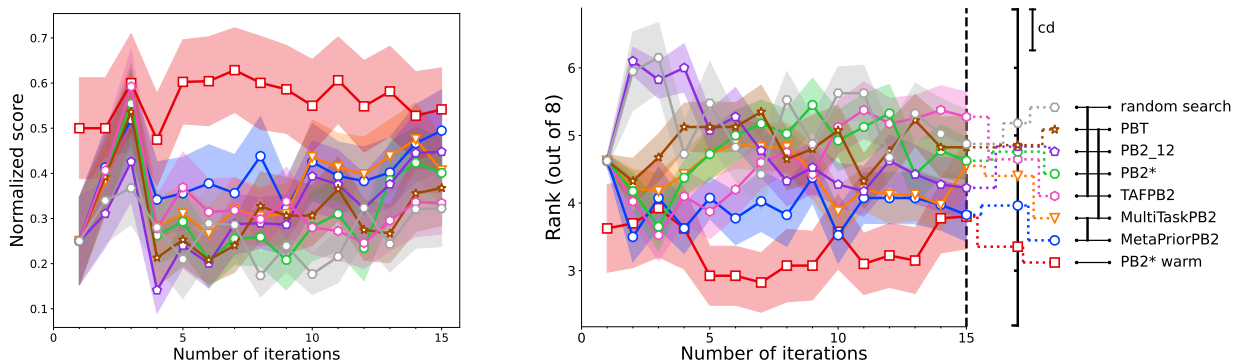 Normalized score
0.7
0.6
0.5
0.4
0.3
0.2
0.1
0
5
10
15
Number of iterations
Rank (out of 8)
6
5
4
3
0
5
10
15
Number of iterations
cd
random search
PBT
PB2_12
PB2*
TAFPB2
MultiTaskPB2
MetaPriorPB2
PB2* warm